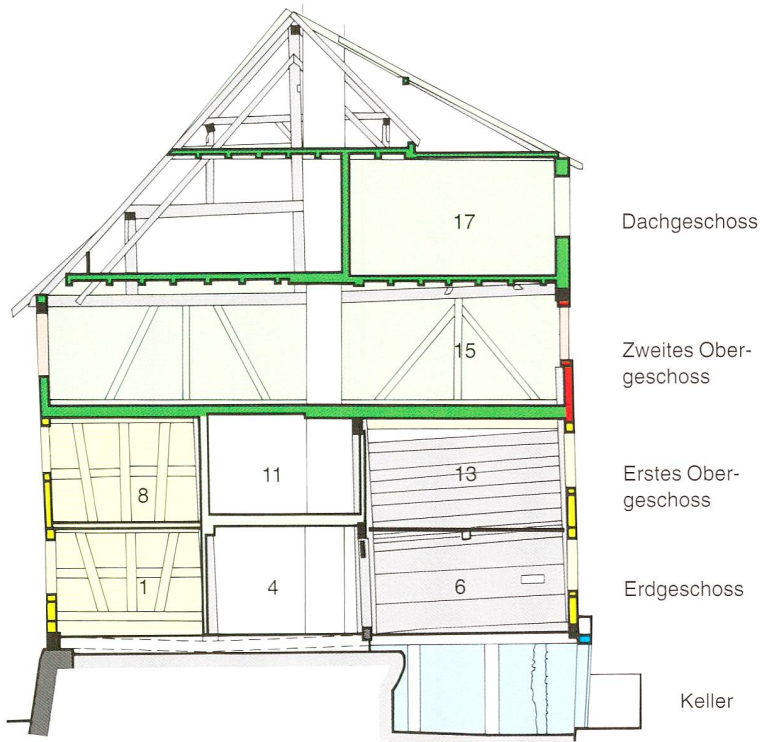 17
Dachgeschoss
15
Zweites Ober-
geschoss
8
11
13
Erstes Ober-
geschoss
1
4
6
Erdgeschoss
Keller